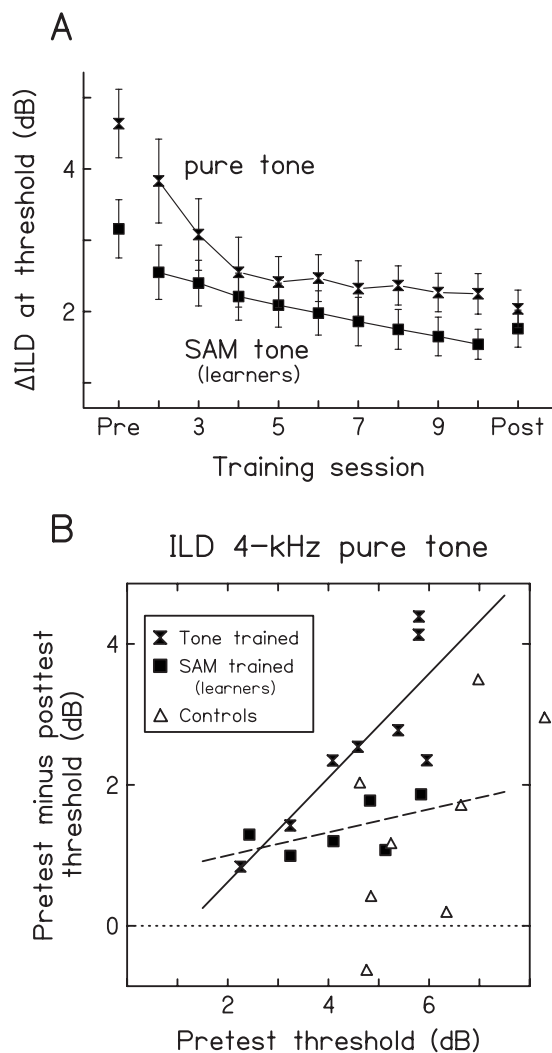 A
ΔILD at threshold (dB)
4
2
pure tone
SAM tone
(learners)
Pre 3 5 7 9 Post
Training session
B
ILD 4-kHz pure tone
Pretest minus posttest
threshold (dB)
4
2
0
Tone trained
SAM trained
(learners)
Controls
2 4 6
Pretest threshold (dB)